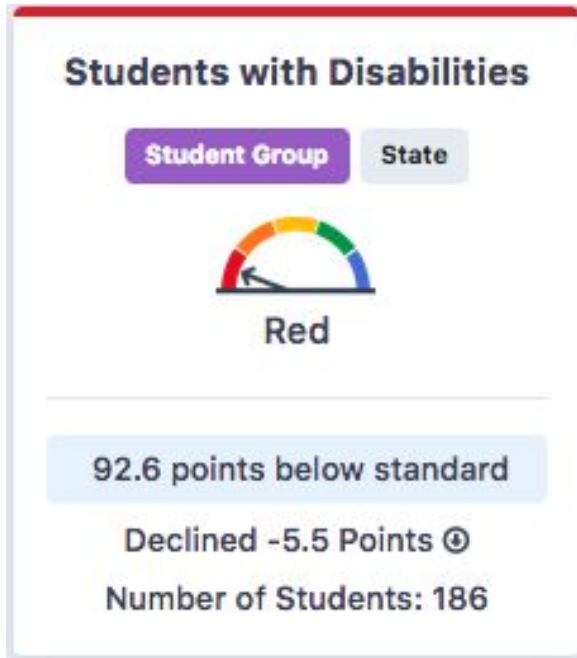 Students with Disabilities
Student Group State
Red
92.6 points below standard
Declined -5.5 Points
Number of Students: 186